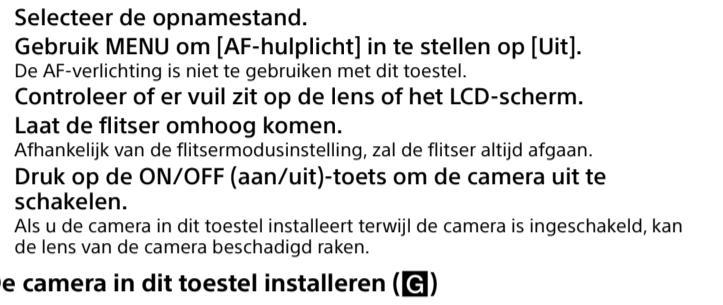 Selecteer de opnamestand.
Gebruik MENU om [AF-hulplicht] in te stellen op [Uit].
De AF-verlichting is niet te gebruiken met dit toestel.
Controleer of er vuil zit op de lens of het LCD-scherm.
Laat de flitser omhoog komen.
Afhankelijk van de flitsermodusinstelling, zal de flitser altijd afgaan.
Druk op de ON/OFF (aan/uit)-toets om de camera uit te
schakelen.
Als u de camera in dit toestel installeert terwijl de camera is ingeschakeld, kan
de lens van de camera beschadigd raken.
camera in dit toestel installeren (G)